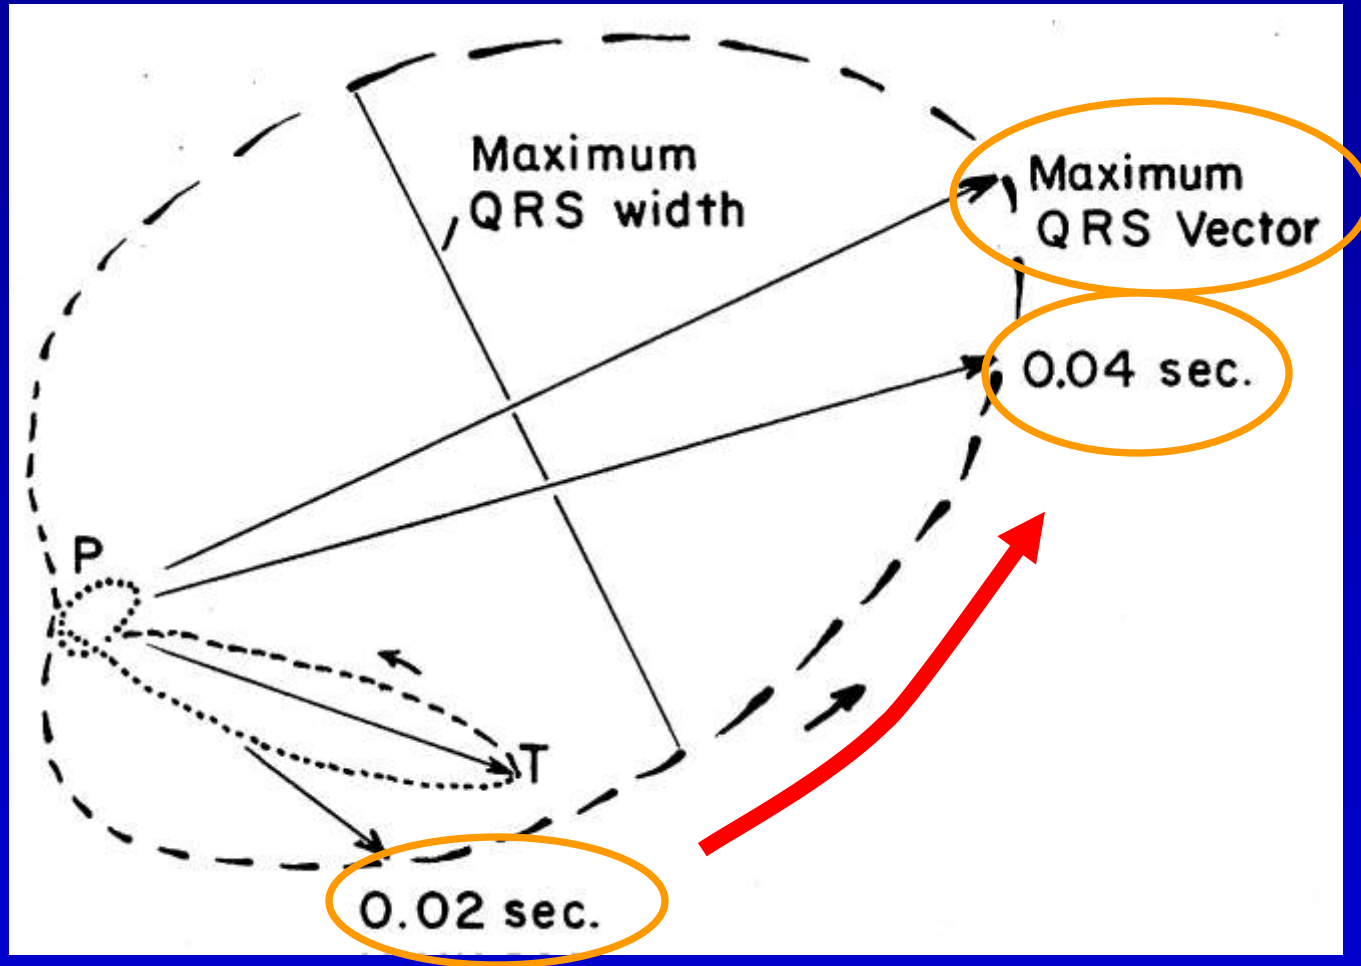 Maximum
QRS width
Maximum
QRS Vector
0.04 sec.
P
T
0.02 sec.